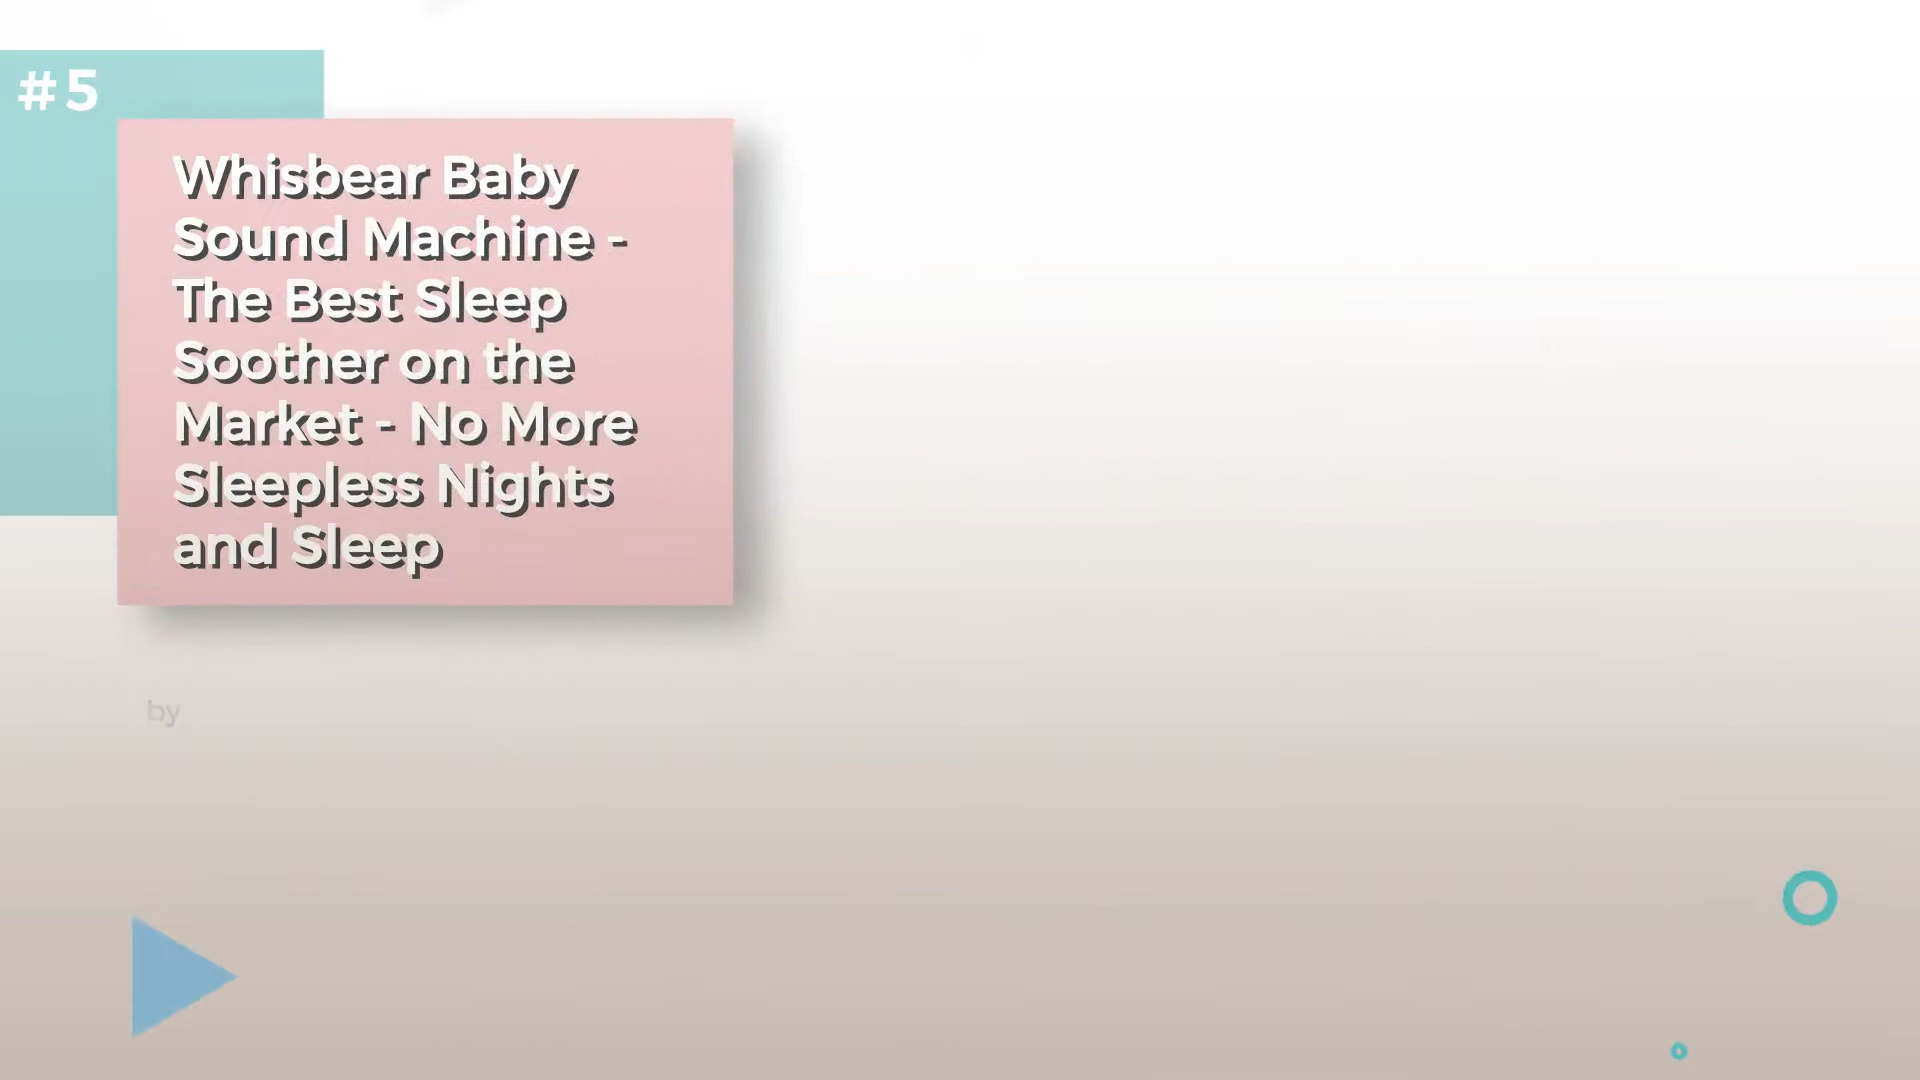 #5
Whisbear Baby
Sound Machine -
The Best Sleep
Soother on the
Market - No More
Sleepless Nights
and Sleep
by